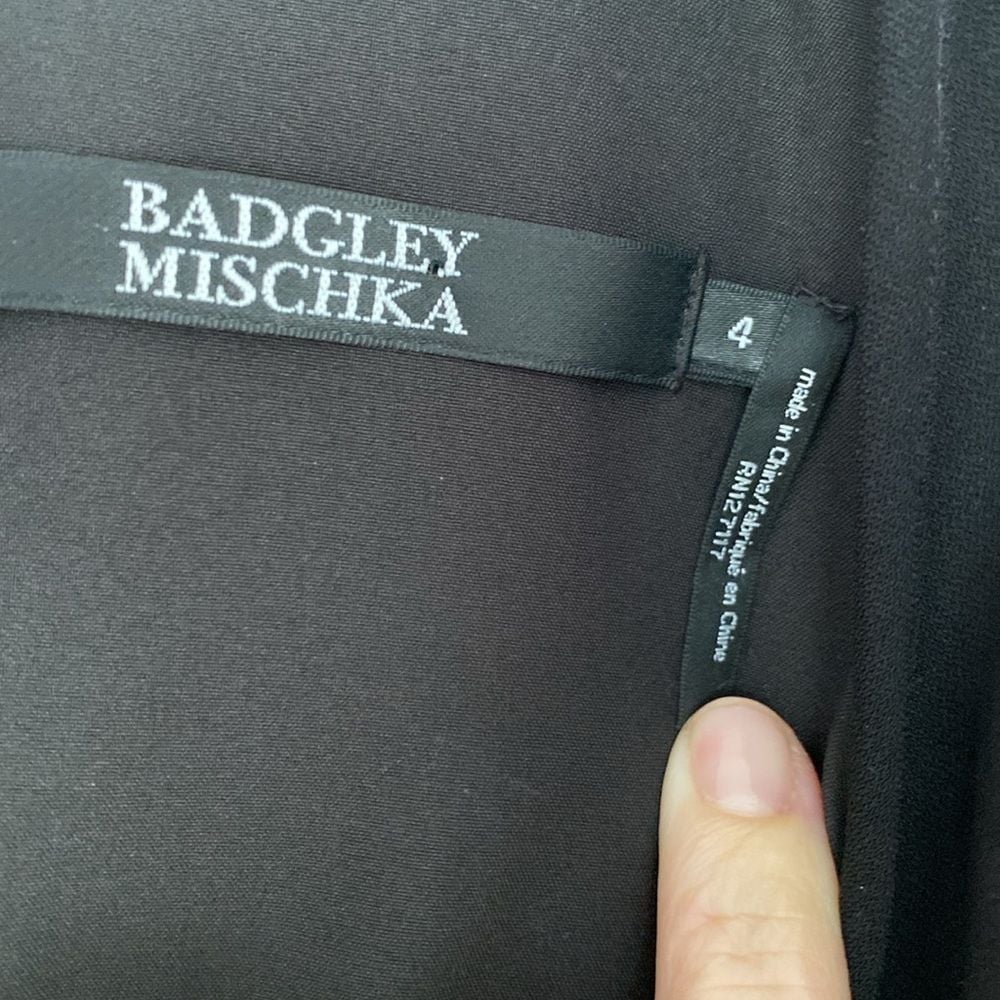 BADGLEY
MISCHKA
4
made in China/fabriqué en Chine
RN127117